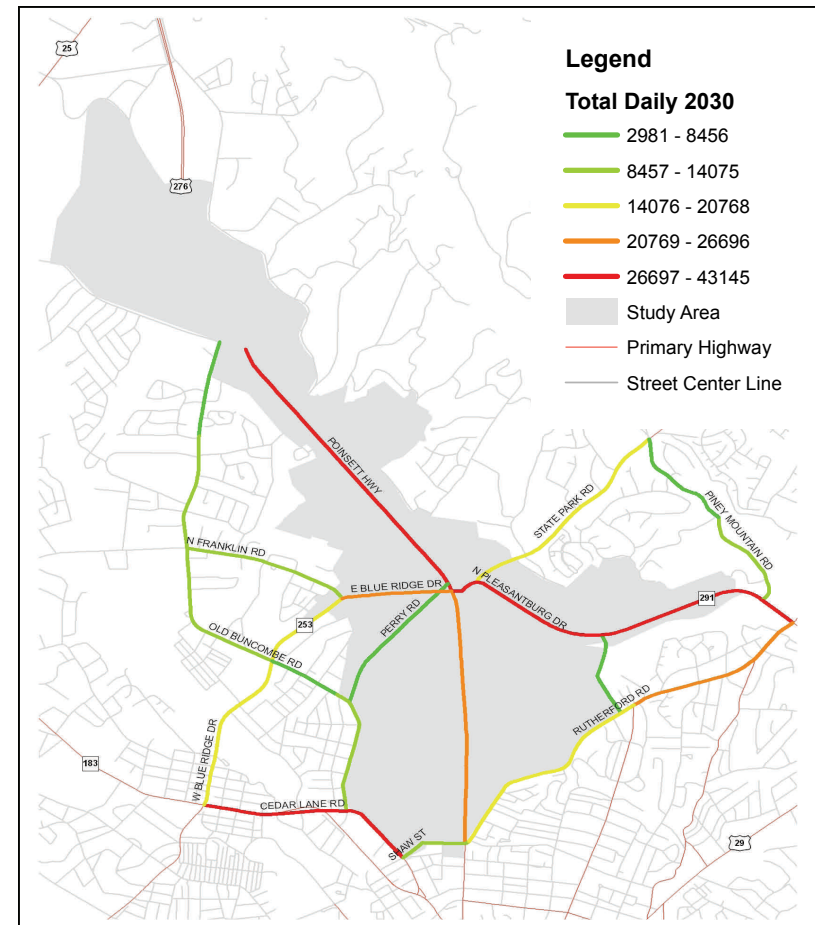 25
276
Legend
Total Daily 2030
2981 - 8456
8457 - 14075
14076 - 20768
20769 - 26696
26697 - 43145
Study Area
Primary Highway
Street Center Line
POINSETT HWY
STATE PARK RD
PINEY MOUNTAIN RD
N FRANKLIN RD
E BLUE RIDGE DR
N PLEASANTBURG DR
291
PERRY RD
253
OLD BUNCOMBE RD
RUTHERFORD RD
W BLUE RIDGE DR
183
CEDAR LANE RD
SHAW ST
29